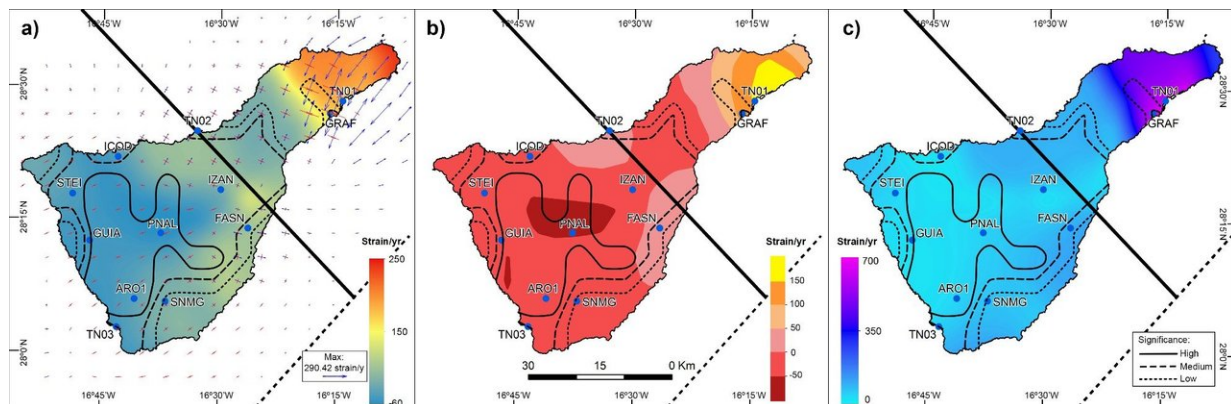 a)
16°45'W
16°30'W
16°15'W
28°30'N
28°15'N
28°0'N
TN01
GRAF
TN02
ICOD
STEI
IZAN
PNAL
FASN
GUIA
ARO1
SNMG
TN03
Strain/yr
250
150
-60
Max:
290.42 strain/y
16°45'W
16°30'W
16°15'W
b)
16°45'W
16°30'W
16°15'W
TN01
GRAF
TN02
ICOD
STEI
IZAN
PNAL
FASN
GUIA
ARO1
SNMG
TN03
Strain/yr
150
100
50
0
-50
30
15
0 Km
16°45'W
16°30'W
16°15'W
c)
16°45'W
16°30'W
16°15'W
28°30'N
28°15'N
28°0'N
TN01
GRAF
TN02
ICOD
STEI
IZAN
PNAL
FASN
GUIA
ARO1
SNMG
TN03
Strain/yr
700
350
0
Significance:
High
Medium
Low
16°45'W
16°30'W
16°15'W